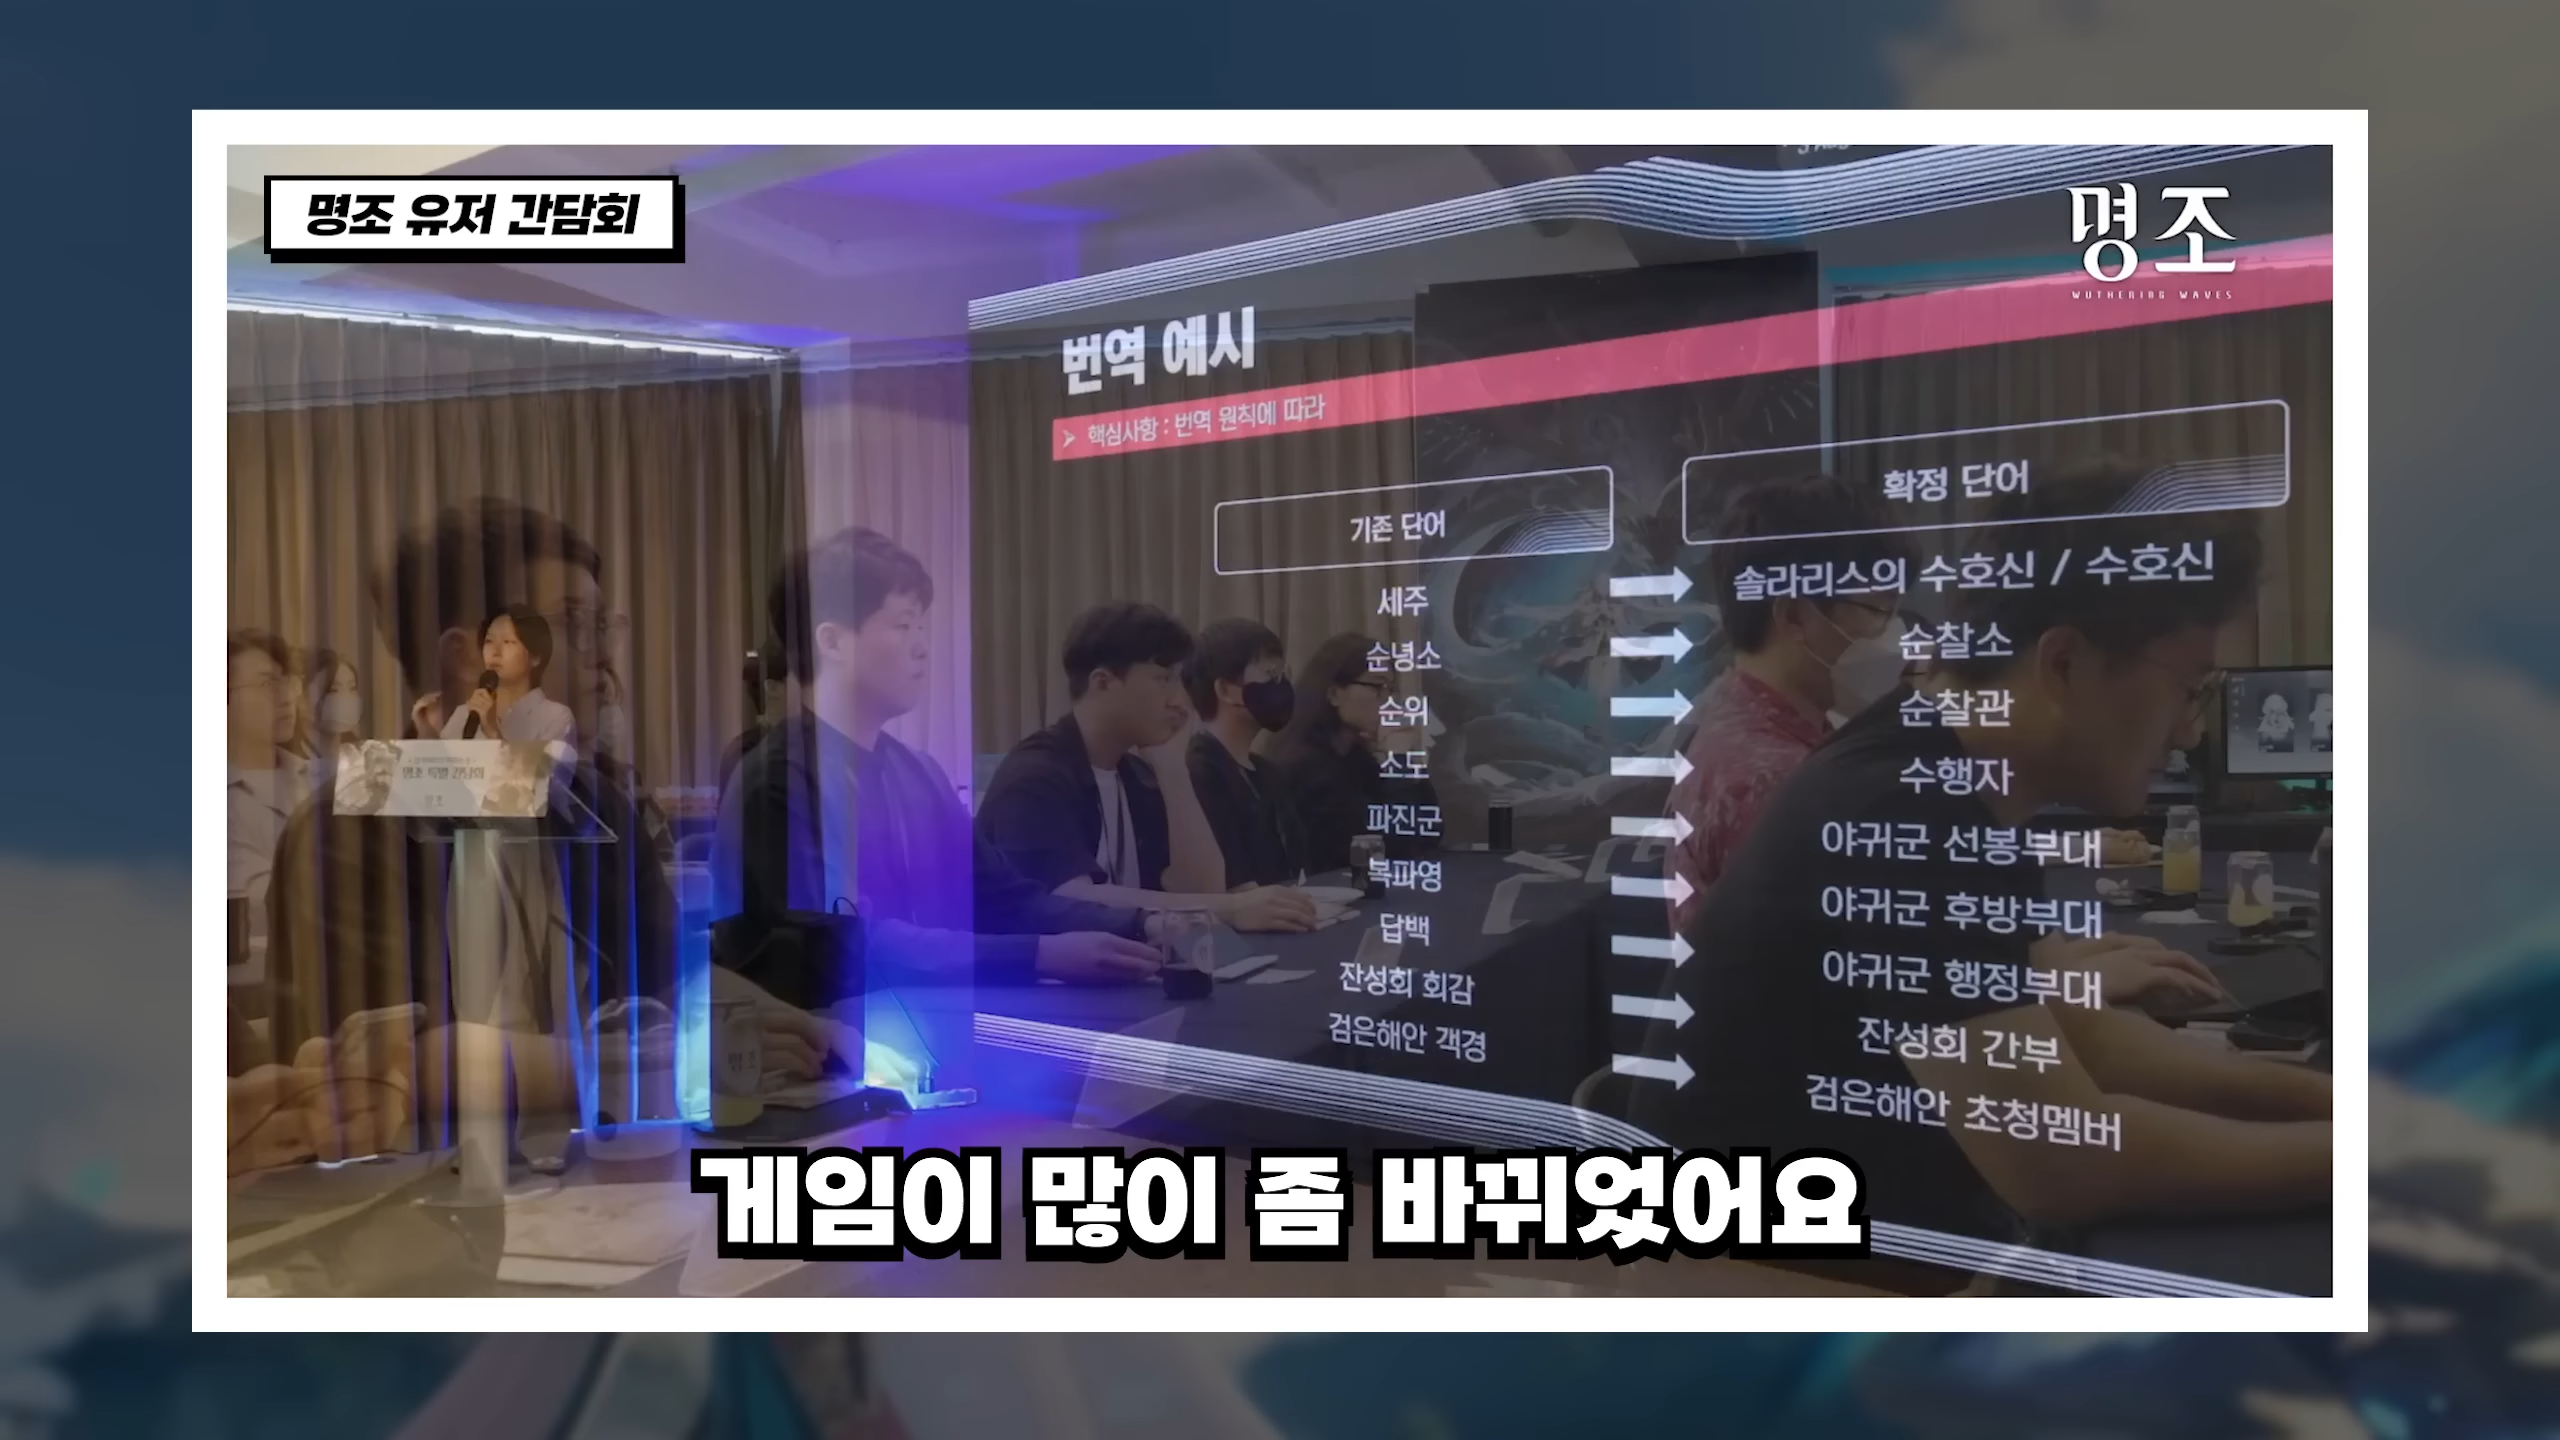 명조 유저 간담회
명조
WUTHERING WAVES
번역 예시
핵심사항 : 번역 원칙에 따라
기존 단어
확정 단어
세주
솔라리스의 수호신 / 수호신
순녕소
순찰소
순위
순찰관
소도
수행자
파진군
야귀군 선봉부대
복파영
야귀군 후방부대
답백
야귀군 행정부대
잔성회 회감
잔성회 간부
검은해안 객경
검은해안 초청멤버
게임이 많이 좀 바뀌었어요